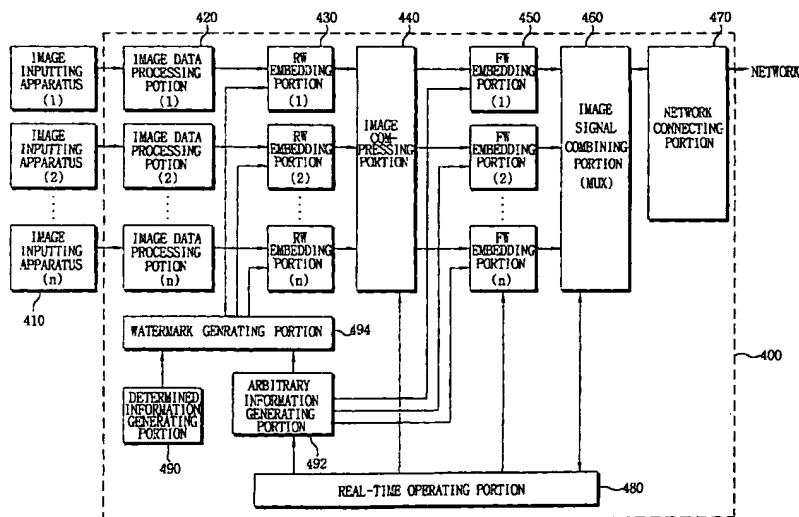 420
430
440
450
460
470
IMAGE
INPUTTING
APPARATUS
(1)
IMAGE DATA
PROCESSING
POTION
(1)
RW
EMBEDDING
PORTION
(1)
IMAGE COM-
PRESSING
PORTION
FW
EMBEDDING
PORTION
(1)
IMAGE
SIGNAL
COMBINING
PORTION
(MUX)
NETWORK
CONNECTING
PORTION
NETWORK
IMAGE
INPUTTING
APPARATUS
(2)
IMAGE DATA
PROCESSING
POTION
(2)
RW
EMBEDDING
PORTION
(2)
FW
EMBEDDING
PORTION
(2)
IMAGE
INPUTTING
APPARATUS
(n)
IMAGE DATA
PROCESSING
POTION
(n)
RW
EMBEDDING
PORTION
(n)
FW
EMBEDDING
PORTION
(n)
410
WATERMARK GENRATING PORTION
494
400
DETERMINED
INFORMATION
GENERATING
PORTION
490
ARBITRARY
INFORMATION
GENERATING
PORTION
492
REAL-TIME OPERATING PORTION
480